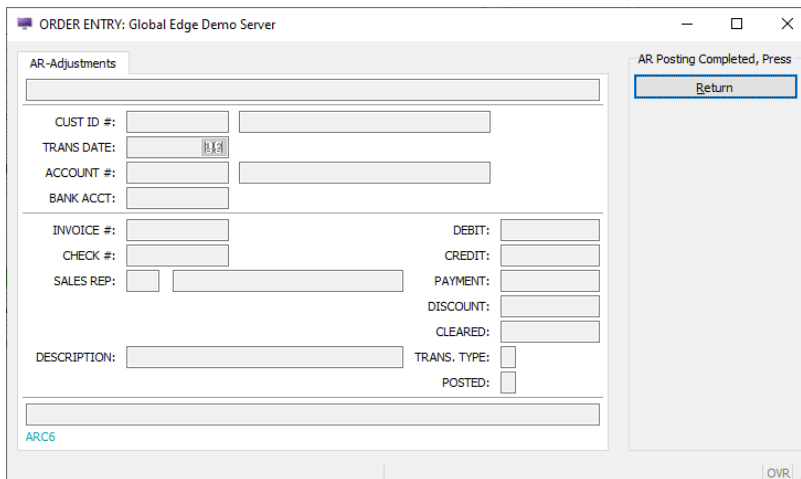 ORDER ENTRY: Global Edge Demo Server
AR-Adjustments
AR Posting Completed, Press
Return
CUST ID #:
TRANS DATE:
ACCOUNT #:
BANK ACCT:
INVOICE #:
DEBIT:
CHECK #:
CREDIT:
SALES REP:
PAYMENT:
DISCOUNT:
CLEARED:
DESCRIPTION:
TRANS. TYPE:
POSTED:
ARC6
OVR